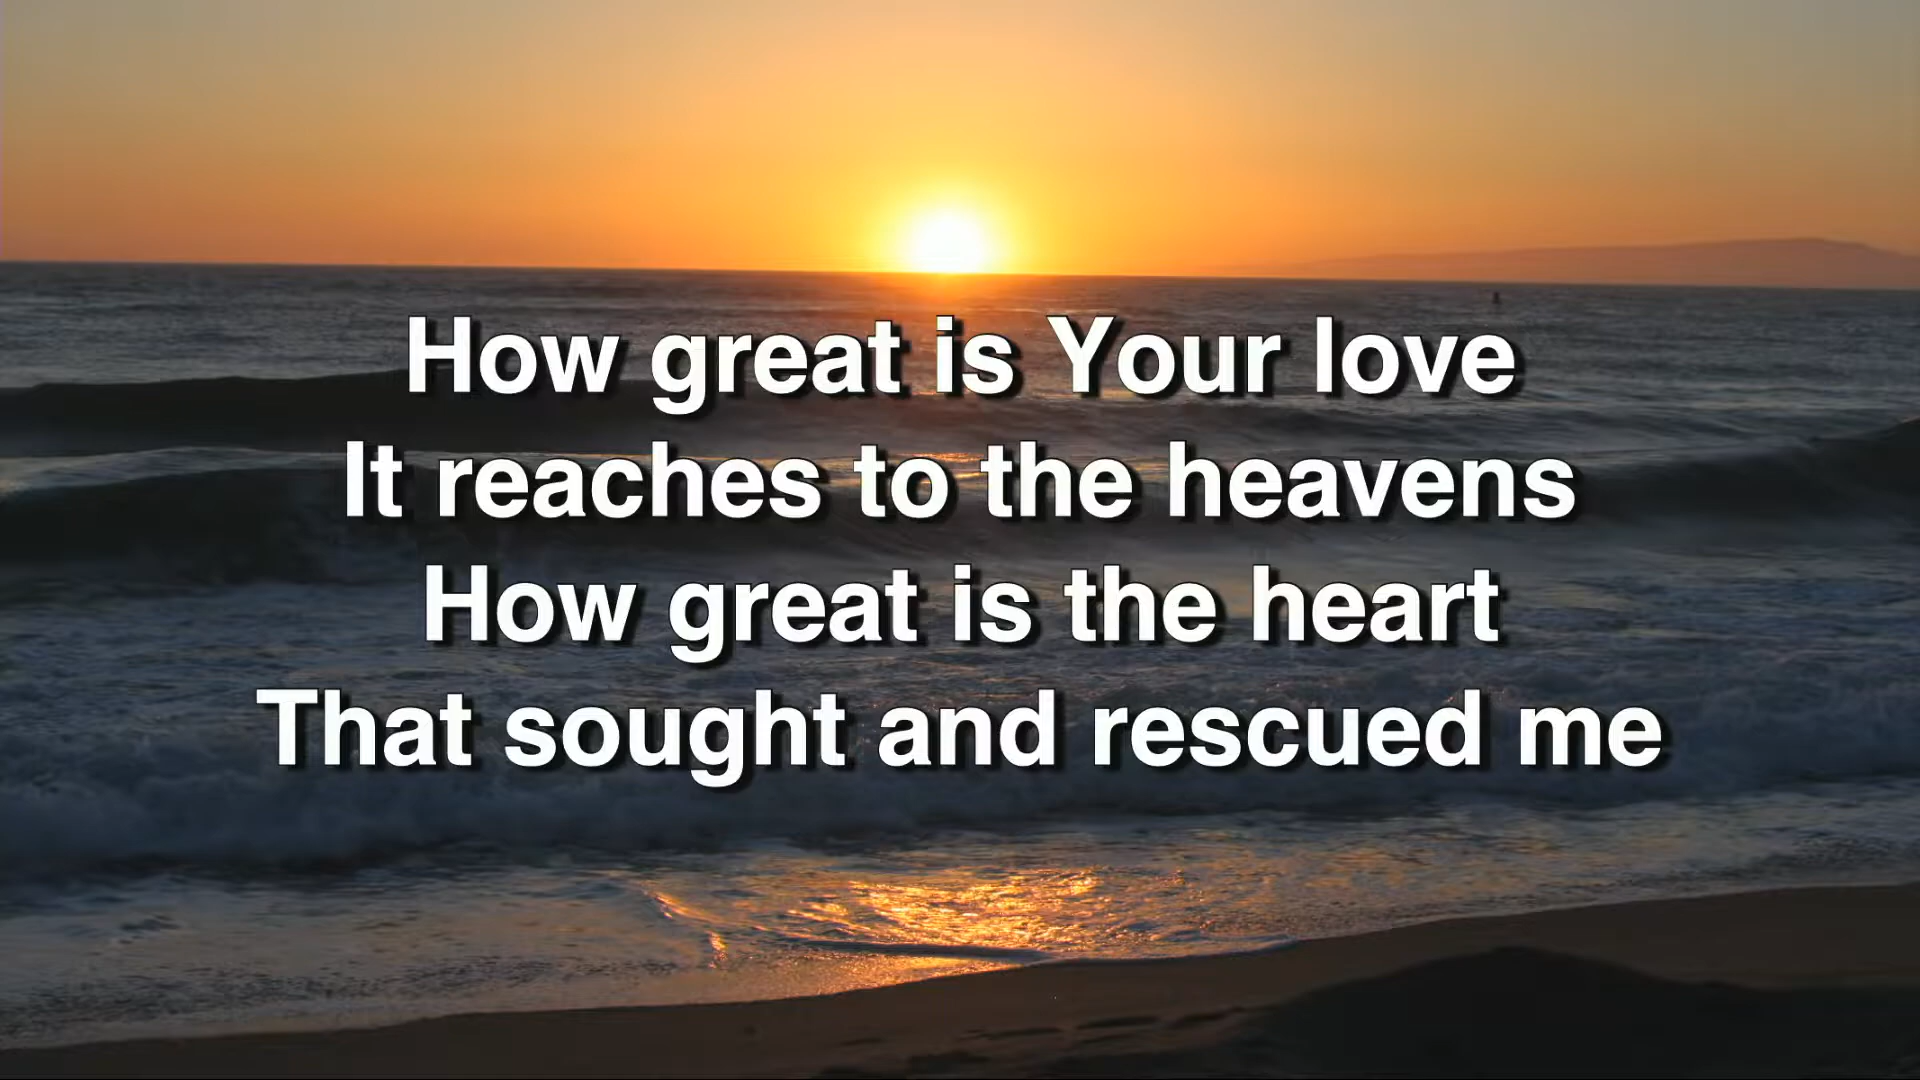 How great is Your love
It reaches to the heavens
How great is the heart
That sought and rescued me